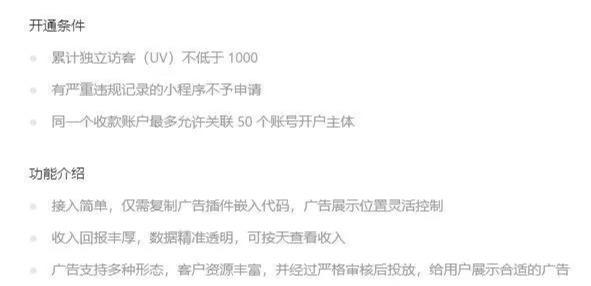 开通条件
累计独立访客（UV）不低于 1000
有严重违规记录的小程序不予申请
同一个收款账户最多允许关联 50 个账号开户主体
功能介绍
接入简单，仅需复制广告插件嵌入代码，广告展示位置灵活控制
收入回报丰厚，数据精准透明，可按天查看收入
广告支持多种形态，客户资源丰富，并经过严格审核后投放，给用户展示合适的广告